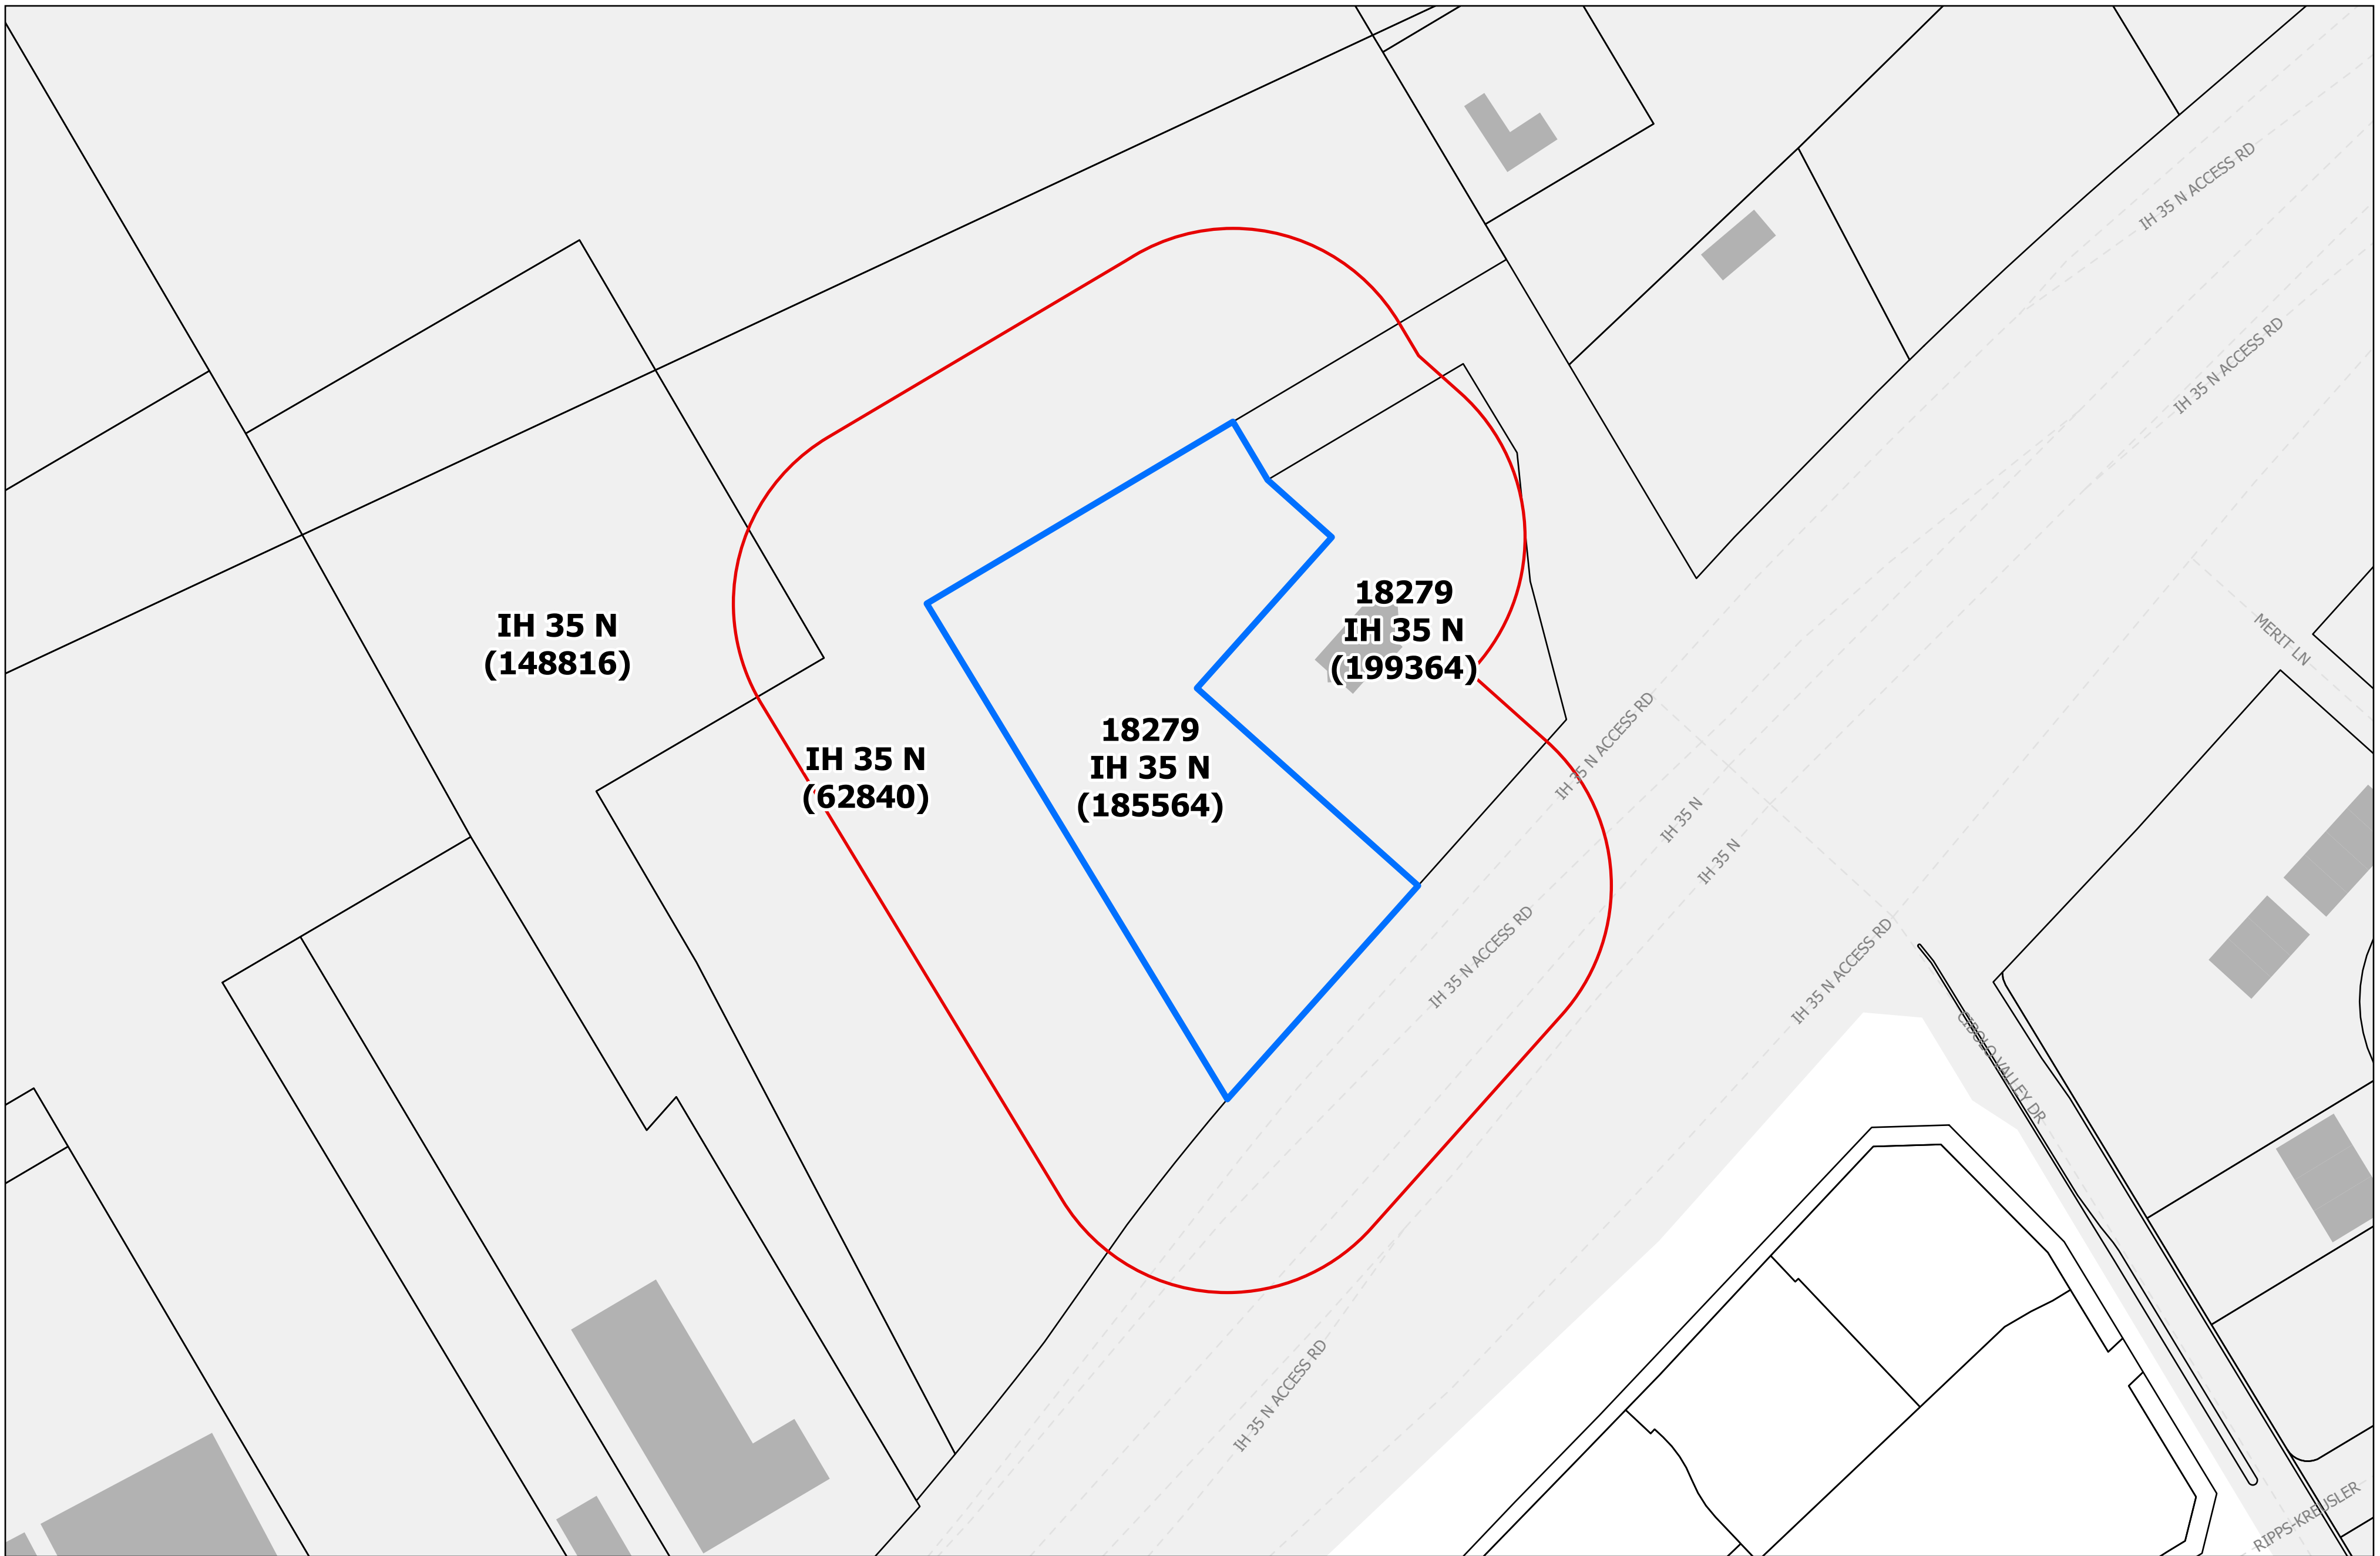 IH 35 N ACCESS RD
IH 35 N ACCESS RD
MERIT LN
18279
IH 35 N
(199364)
IH 35 N
(148816)
IH 35 N
(62840)
18279
IH 35 N
(185564)
IH 35 N ACCESS RD
IH 35 N
IH 35 N
IH 35 N ACCESS RD
IH 35 N ACCESS RD
CIBOLO VALLEY DR
IH 35 N ACCESS RD
RIPPS-KREUSLER